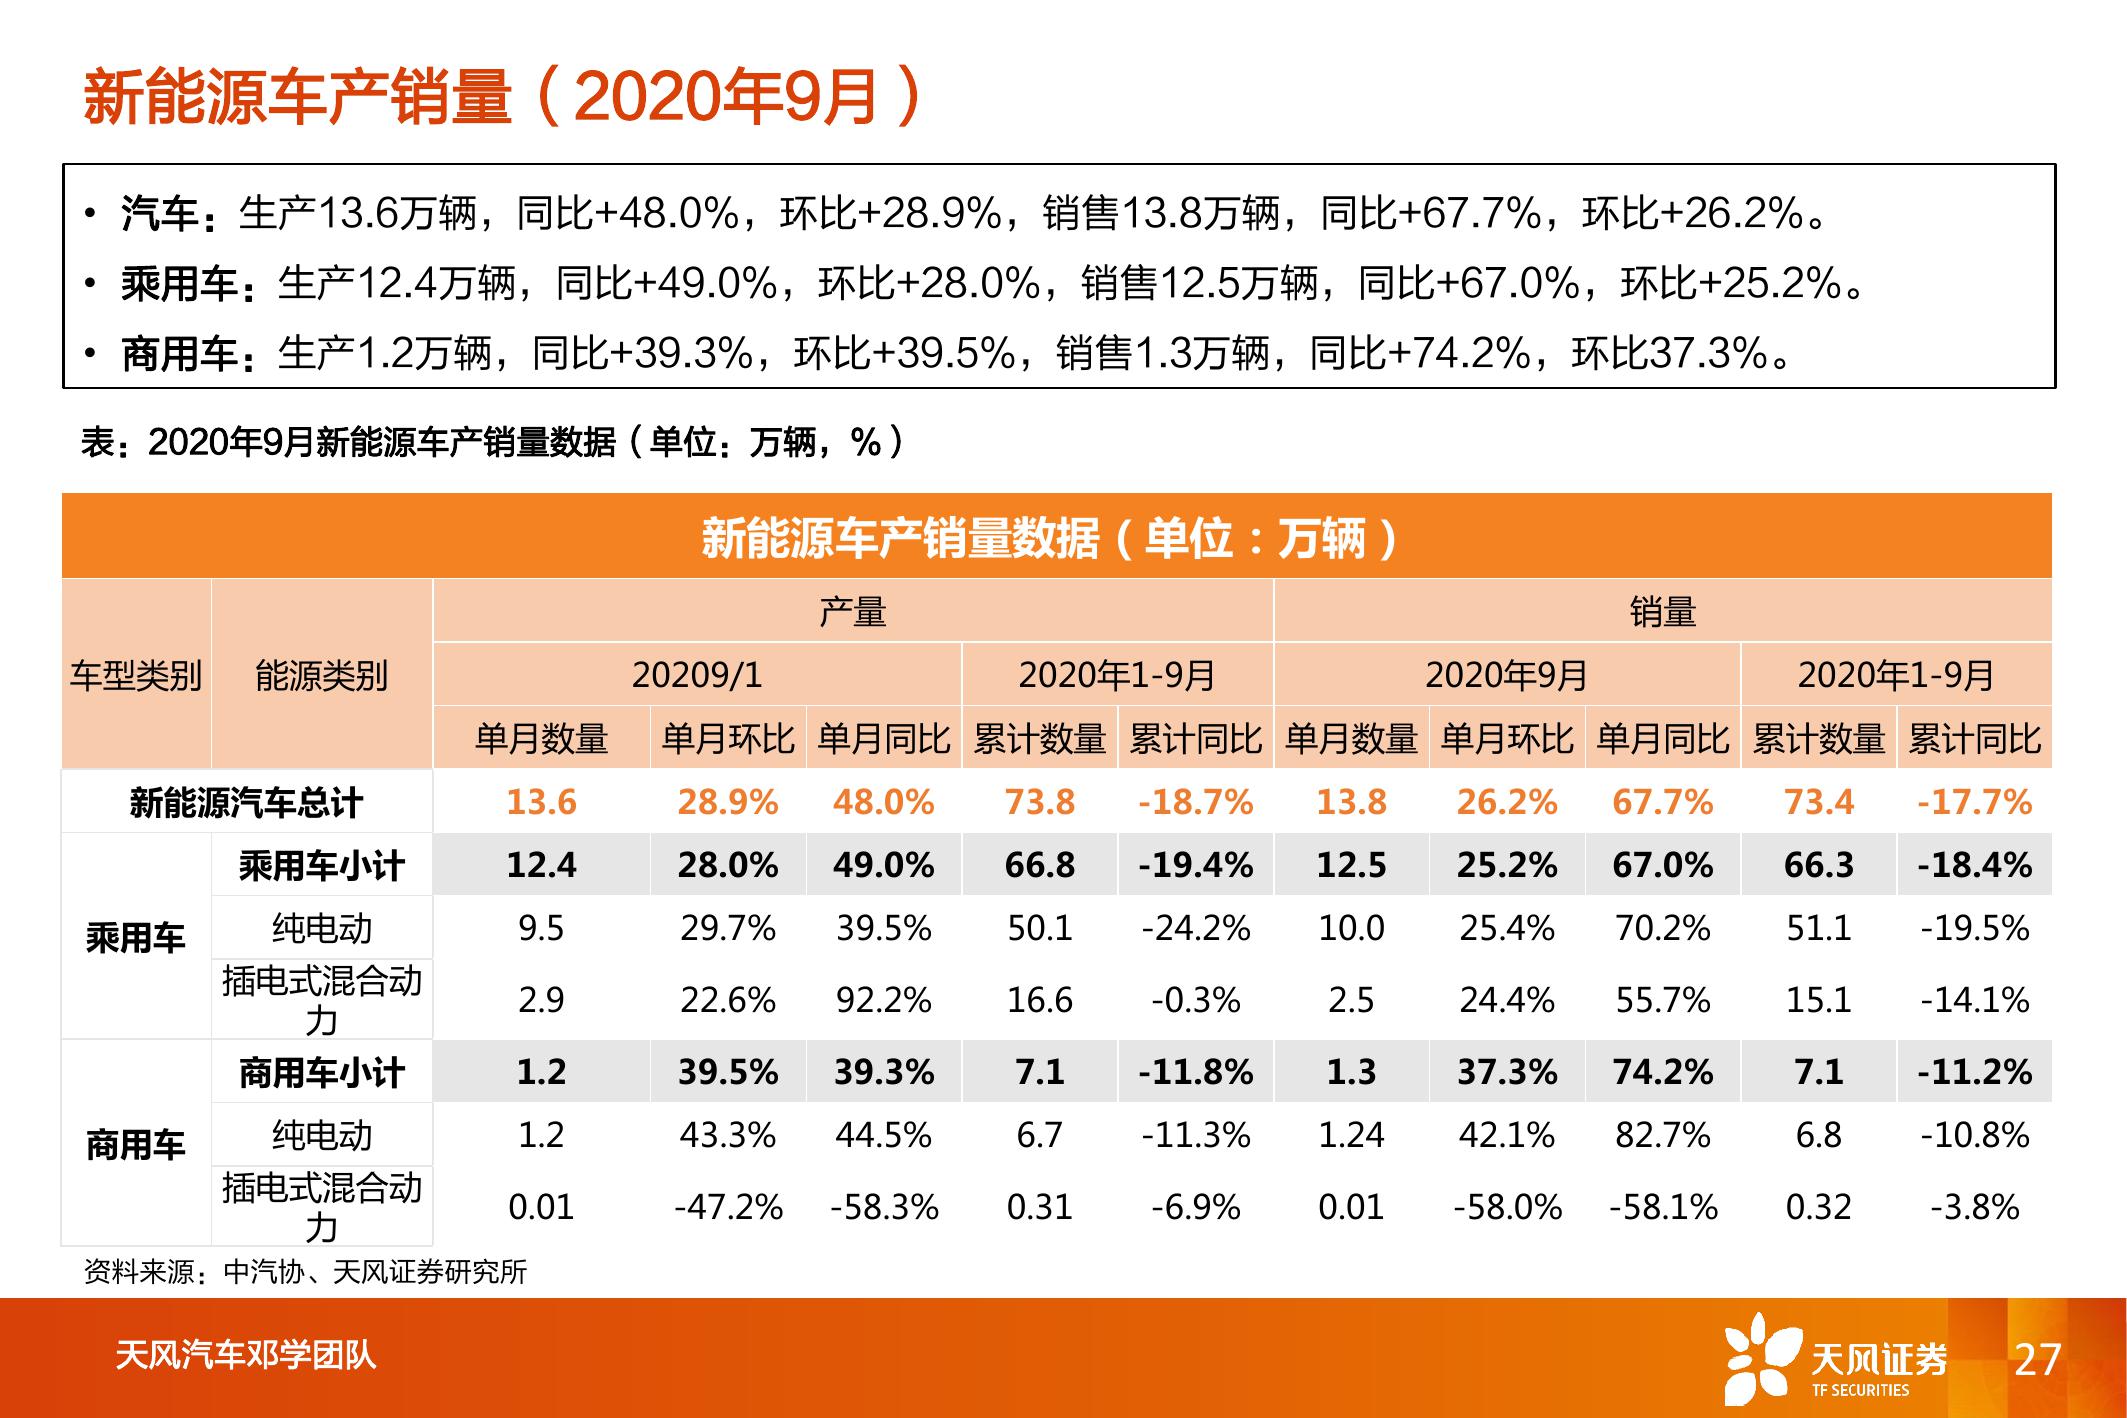 新能源车产销量（2020年9月）
• 汽车：生产13.6万辆，同比+48.0%，环比+28.9%，销售13.8万辆，同比+67.7%，环比+26.2%。
• 乘用车：生产12.4万辆，同比+49.0%，环比+28.0%，销售12.5万辆，同比+67.0%，环比+25.2%。
• 商用车：生产1.2万辆，同比+39.3%，环比+39.5%，销售1.3万辆，同比+74.2%，环比37.3%。
表：2020年9月新能源车产销量数据（单位：万辆，%）
新能源车产销量数据（单位：万辆）
车型类别 能源类别 产量 销量
20209/1 2020年1-9月 2020年9月 2020年1-9月
单月数量 单月环比 单月同比 累计数量 累计同比 单月数量 单月环比 单月同比 累计数量 累计同比
新能源汽车总计 13.6 28.9% 48.0% 73.8 -18.7% 13.8 26.2% 67.7% 73.4 -17.7%
乘用车 乘用车小计 12.4 28.0% 49.0% 66.8 -19.4% 12.5 25.2% 67.0% 66.3 -18.4%
纯电动 9.5 29.7% 39.5% 50.1 -24.2% 10.0 25.4% 70.2% 51.1 -19.5%
插电式混合动
力 2.9 22.6% 92.2% 16.6 -0.3% 2.5 24.4% 55.7% 15.1 -14.1%
商用车 商用车小计 1.2 39.5% 39.3% 7.1 -11.8% 1.3 37.3% 74.2% 7.1 -11.2%
纯电动 1.2 43.3% 44.5% 6.7 -11.3% 1.24 42.1% 82.7% 6.8 -10.8%
插电式混合动
力 0.01 -47.2% -58.3% 0.31 -6.9% 0.01 -58.0% -58.1% 0.32 -3.8%
资料来源：中汽协、天风证券研究所
天风汽车邓学团队
天风证券
TF SECURITIES
27